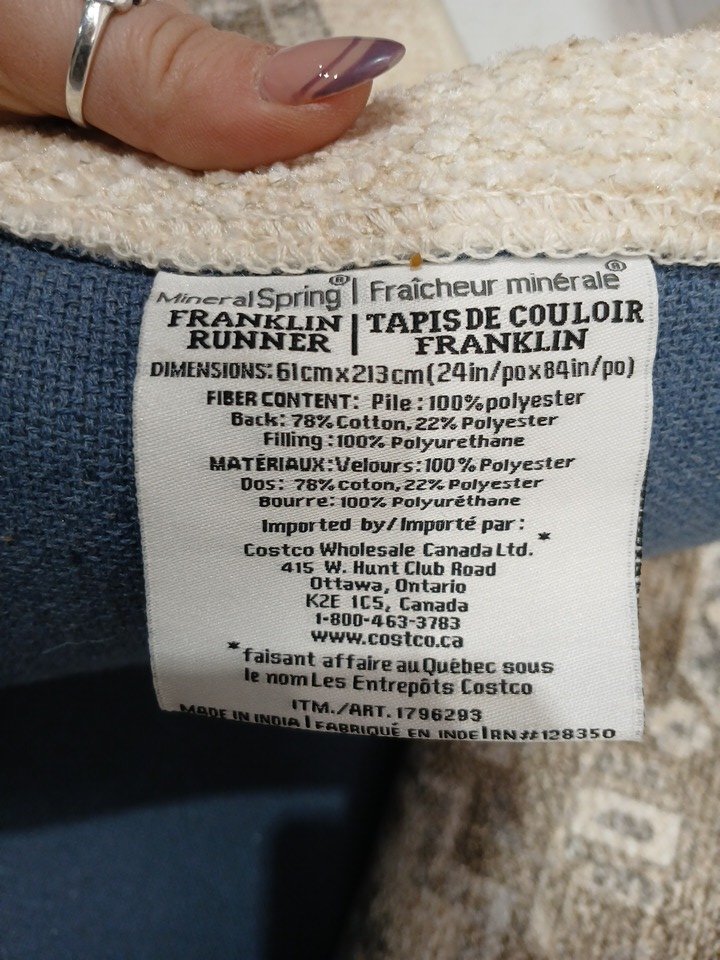 MineralSpring® | Fraîcheur minérale®
FRANKLIN RUNNER | TAPIS DE COULOIR FRANKLIN
DIMENSIONS: 61cm x 213cm (24in/po x 84in/po)
FIBER CONTENT: Pile: 100% polyester
Back: 78% Cotton, 22% Polyester
Filling: 100% Polyurethane
MATÉRIAUX: Velours: 100% Polyester
Dos: 78% coton, 22% Polyester
Bourre: 100% Polyuréthane
Imported by/Importé par:
Costco Wholesale Canada Ltd.*
415 W. Hunt Club Road
Ottawa, Ontario
K2E 1C5, Canada
1-800-463-3783
www.costco.ca
*faisant affaire au Québec sous
le nom Les Entrepôts Costco
ITM./ART. 1796293
MADE IN INDIA | FABRIQUÉ EN INDE | RN#128350